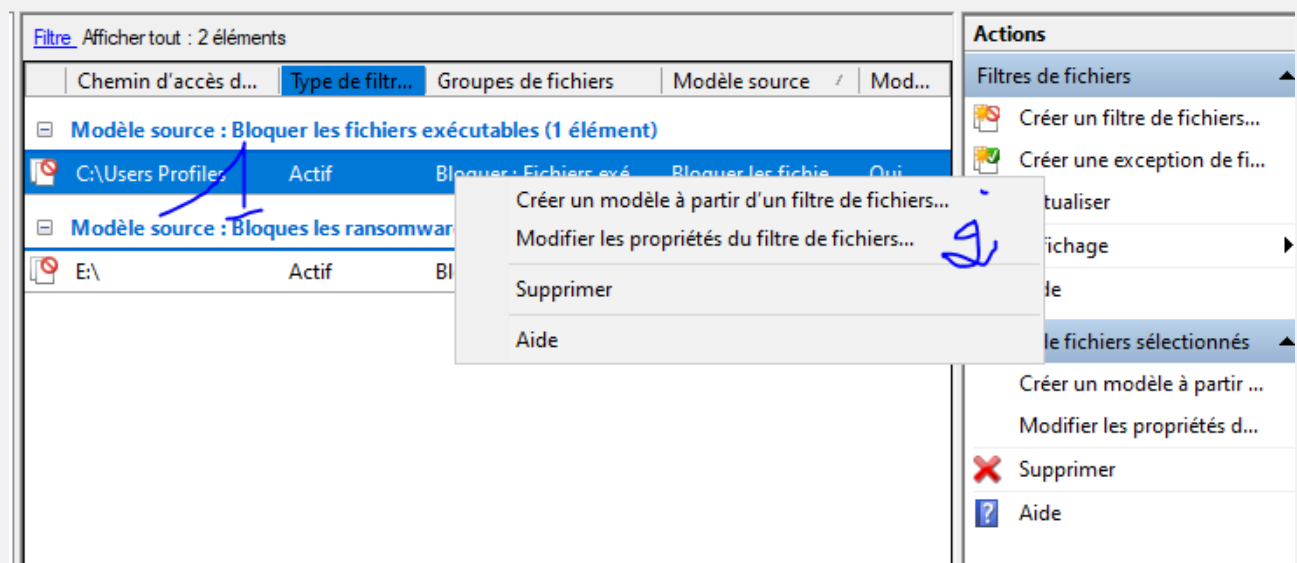 Filtre Afficher tout : 2 éléments
Chemin d'accès d... Type de filtr... Groupes de fichiers Modèle source Mod...
Modèle source : Bloquer les fichiers exécutables (1 élément)
C:\Users Profiles Actif Bloquer : Fichiers exé... Bloquer les fichie... Oui
1
Modèle source : Bloques les ransomwar
E:\ Actif Bl
Créer un modèle à partir d'un filtre de fichiers...
Modifier les propriétés du filtre de fichiers...
2
Supprimer
Aide
Actions
Filtres de fichiers
Créer un filtre de fichiers...
Créer une exception de fi...
tualiser
fichage
de
le fichiers sélectionnés
Créer un modèle à partir ...
Modifier les propriétés d...
Supprimer
Aide